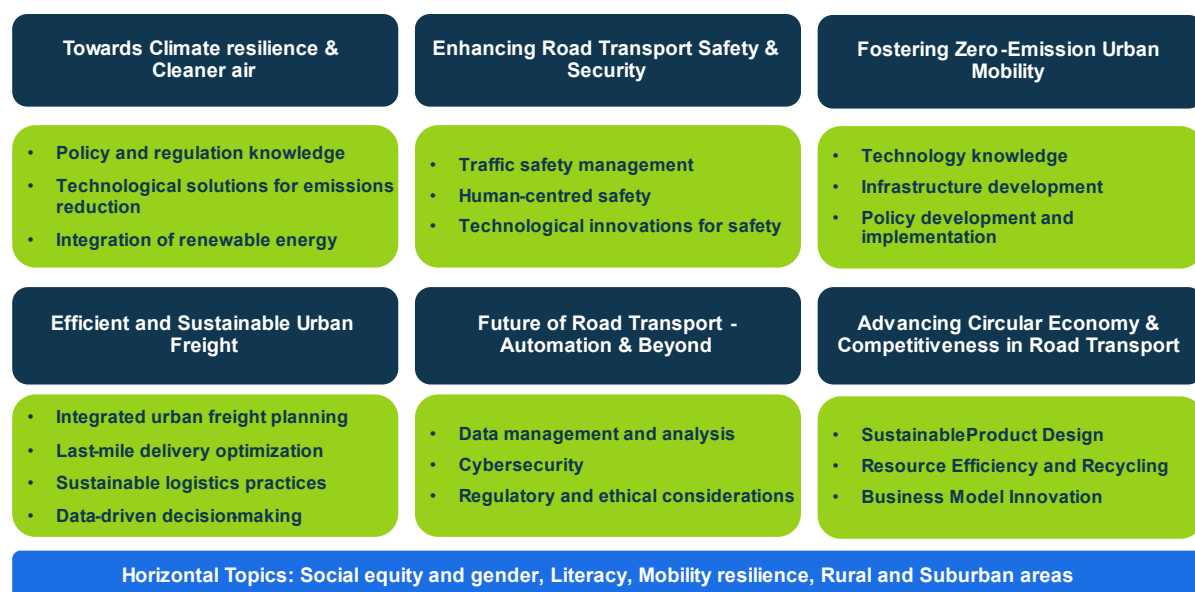 Towards Climate resilience &
Cleaner air
Enhancing Road Transport Safety &
Security
Fostering Zero-Emission Urban
Mobility
• Policy and regulation knowledge
• Technological solutions for emissions
reduction
• Integration of renewable energy
• Traffic safety management
• Human-centred safety
• Technological innovations for safety
• Technology knowledge
• Infrastructure development
• Policy development and
implementation
Efficient and Sustainable Urban
Freight
Future of Road Transport -
Automation & Beyond
Advancing Circular Economy &
Competitiveness in Road Transport
• Integrated urban freight planning
• Last-mile delivery optimization
• Sustainable logistics practices
• Data-driven decision-making
• Data management and analysis
• Cybersecurity
• Regulatory and ethical considerations
• SustainableProduct Design
• Resource Efficiency and Recycling
• Business Model Innovation
Horizontal Topics: Social equity and gender, Literacy, Mobility resilience, Rural and Suburban areas